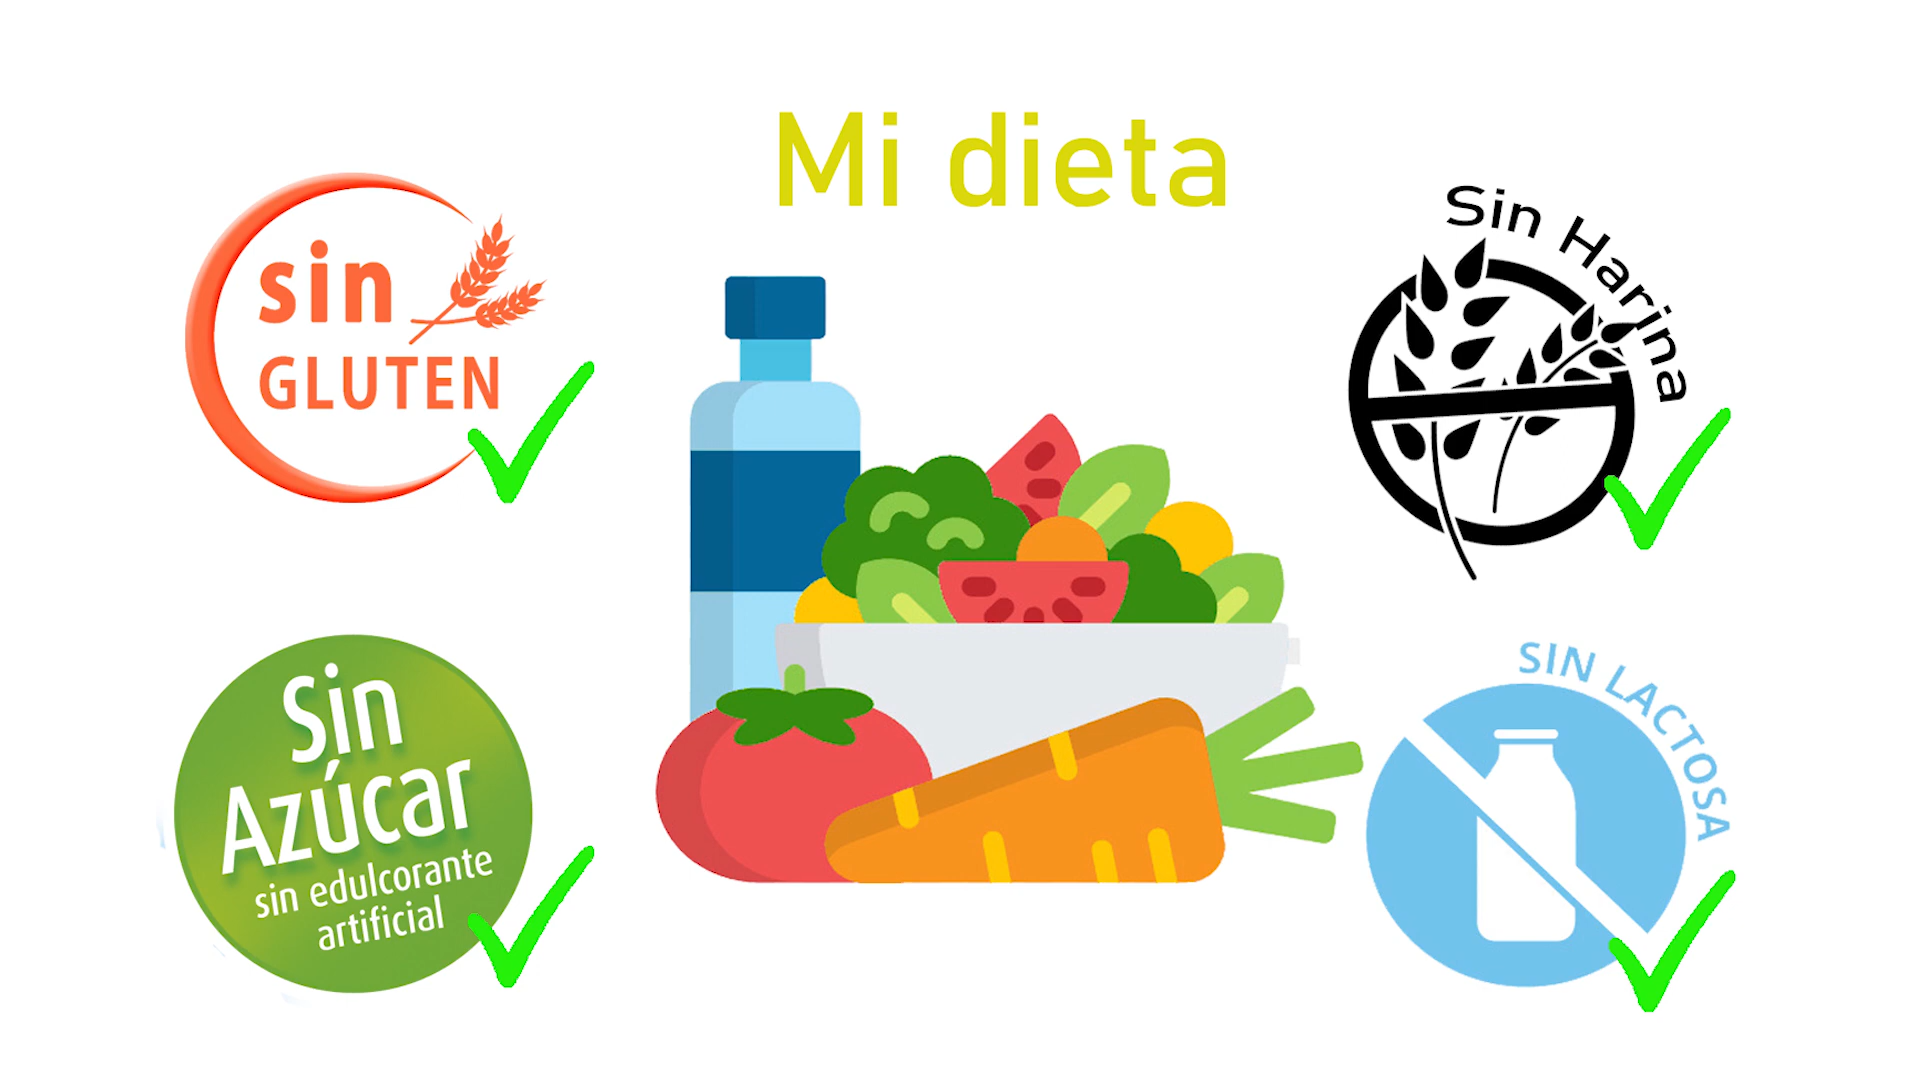 Mi dieta
sin
GLUTEN
Sin Harina
Sin
Azúcar
sin edulcorante
artificial
SIN LACTOSA